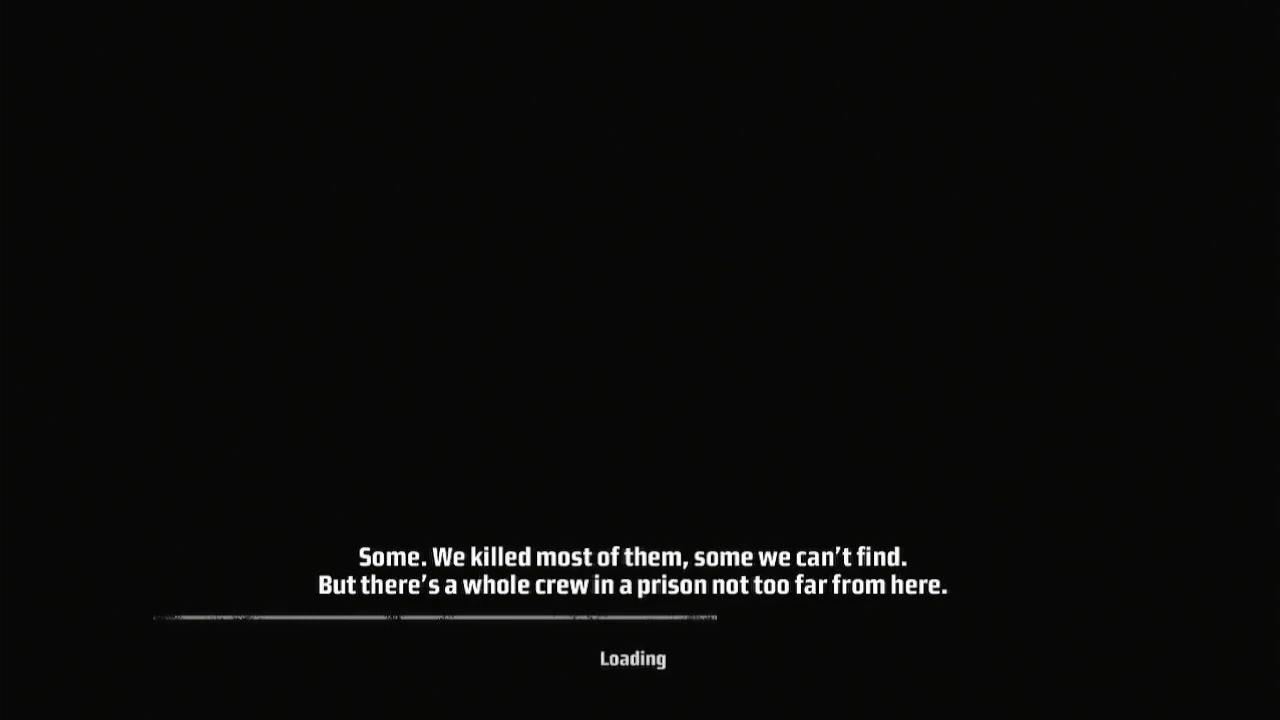 Some. We killed most of them, some we can't find.
But there's a whole crew in a prison not too far from here.
Loading